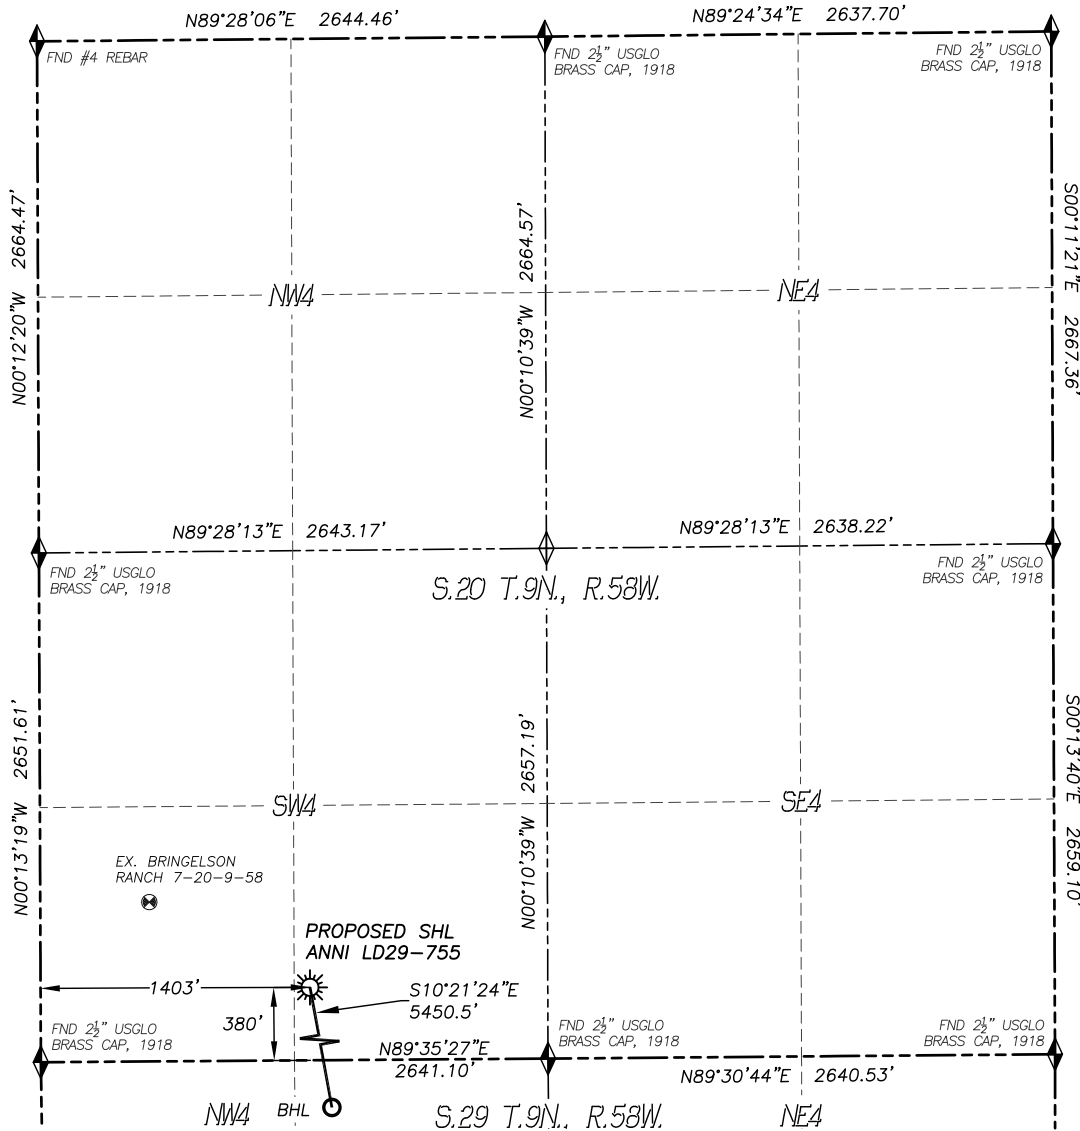 N89°28'06"E 2644.46'
N89°24'34"E 2637.70'
FND #4 REBAR
FND 2½" USGLO
BRASS CAP, 1918
FND 2½" USGLO
BRASS CAP, 1918
N00°12'20"W 2664.47'
N00°10'39"W 2664.57'
S00°11'21"E 2667.36'
NW4
NE4
N89°28'13"E 2643.17'
N89°28'13"E 2638.22'
FND 2½" USGLO
BRASS CAP, 1918
FND 2½" USGLO
BRASS CAP, 1918
S.20 T.9N., R.58W.
N00°13'19"W 2651.61'
N00°10'39"W 2657.19'
S00°13'40"E 2659.10'
SW4
SE4
EX. BRINGELSON
RANCH 7-20-9-58
PROPOSED SHL
ANNI LD29-755
1403'
S10°21'24"E
5450.5'
380'
FND 2½" USGLO
BRASS CAP, 1918
FND 2½" USGLO
BRASS CAP, 1918
FND 2½" USGLO
BRASS CAP, 1918
N89°35'27"E
2641.10'
N89°30'44"E 2640.53'
NW4
BHL
S.29 T.9N., R.58W.
NE4